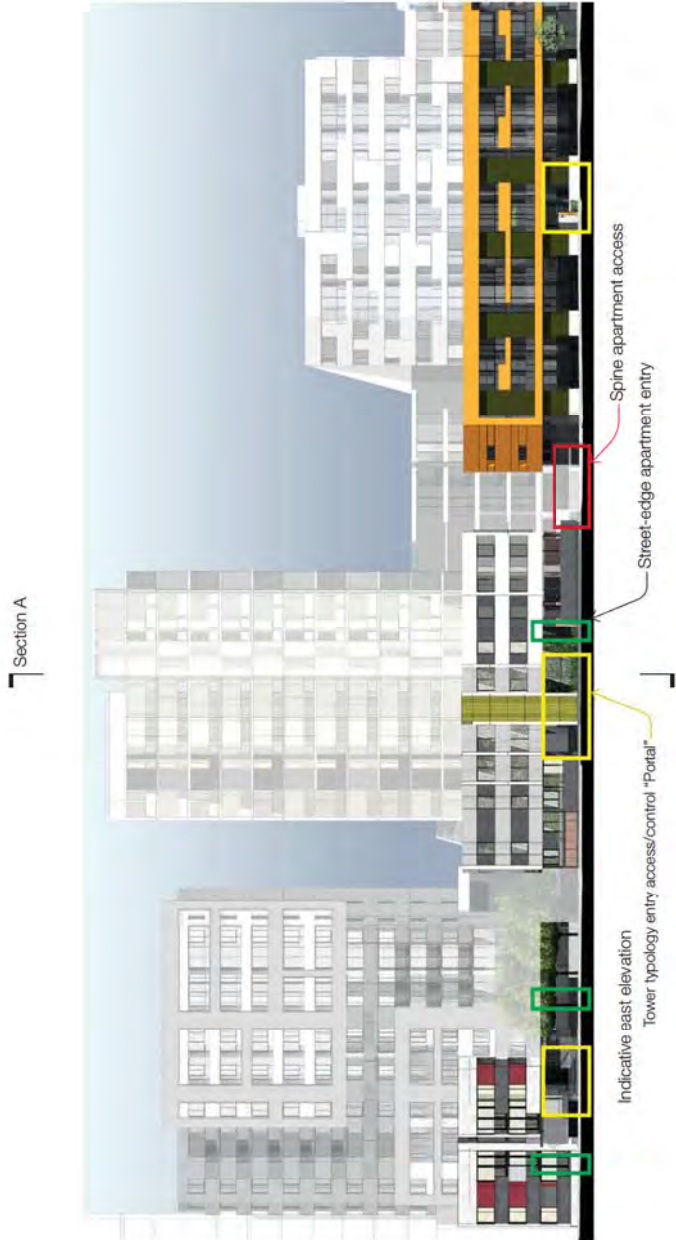 Section A
Spine apartment access
Street-edge apartment entry
Indicative east elevation
Tower typology entry access/control "Portal"